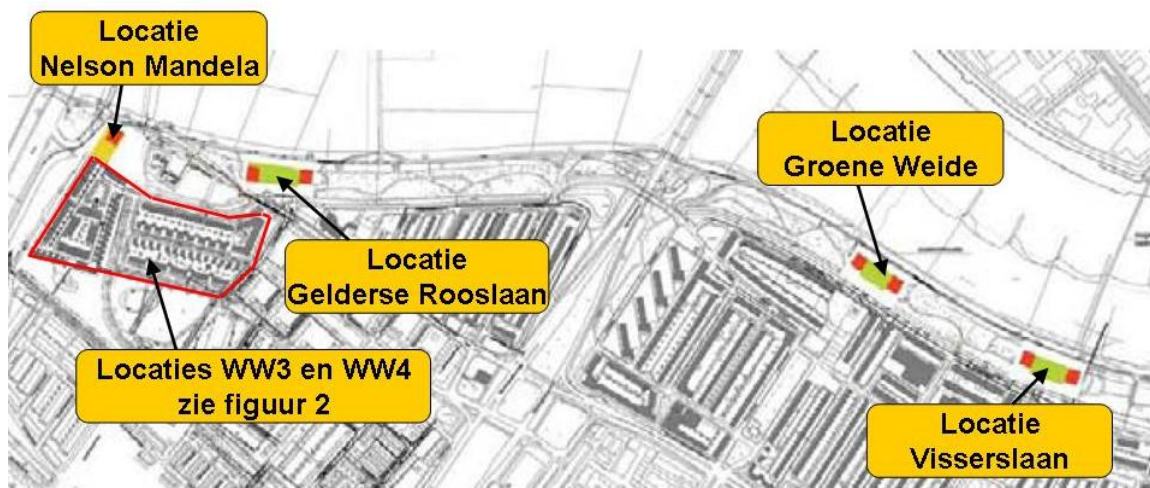 Locatie
Nelson Mandela
Locatie
Groene Weide
Locatie
Gelderse Rooslaan
Locaties WW3 en WW4
zie figuur 2
Locatie
Visserslaan